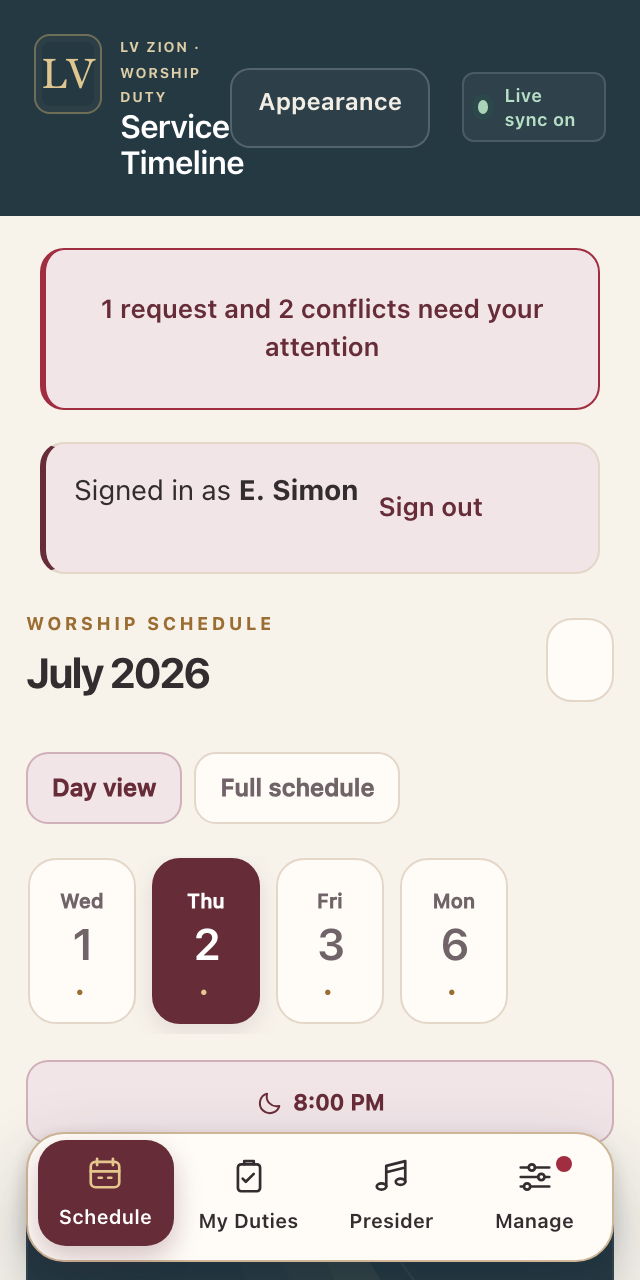 LV
LV ZION ·
WORSHIP
DUTY
Service
Timeline
Appearance
Live
sync on
1 request and 2 conflicts need your
attention
Signed in as E. Simon
Sign out
WORSHIP SCHEDULE
July 2026
Day view
Full schedule
Wed
1
Thu
2
Fri
3
Mon
6
8:00 PM
Schedule
My Duties
Presider
Manage